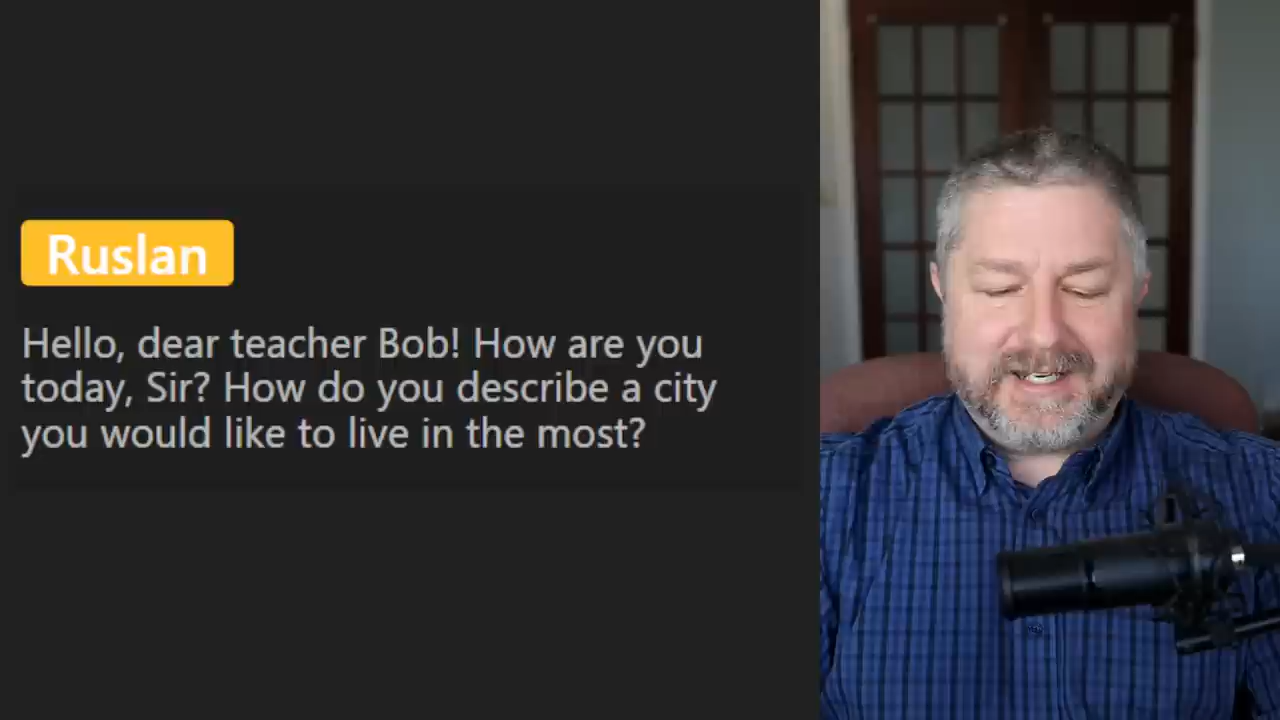 Ruslan
Hello, dear teacher Bob! How are you
today, Sir? How do you describe a city
you would like to live in the most?